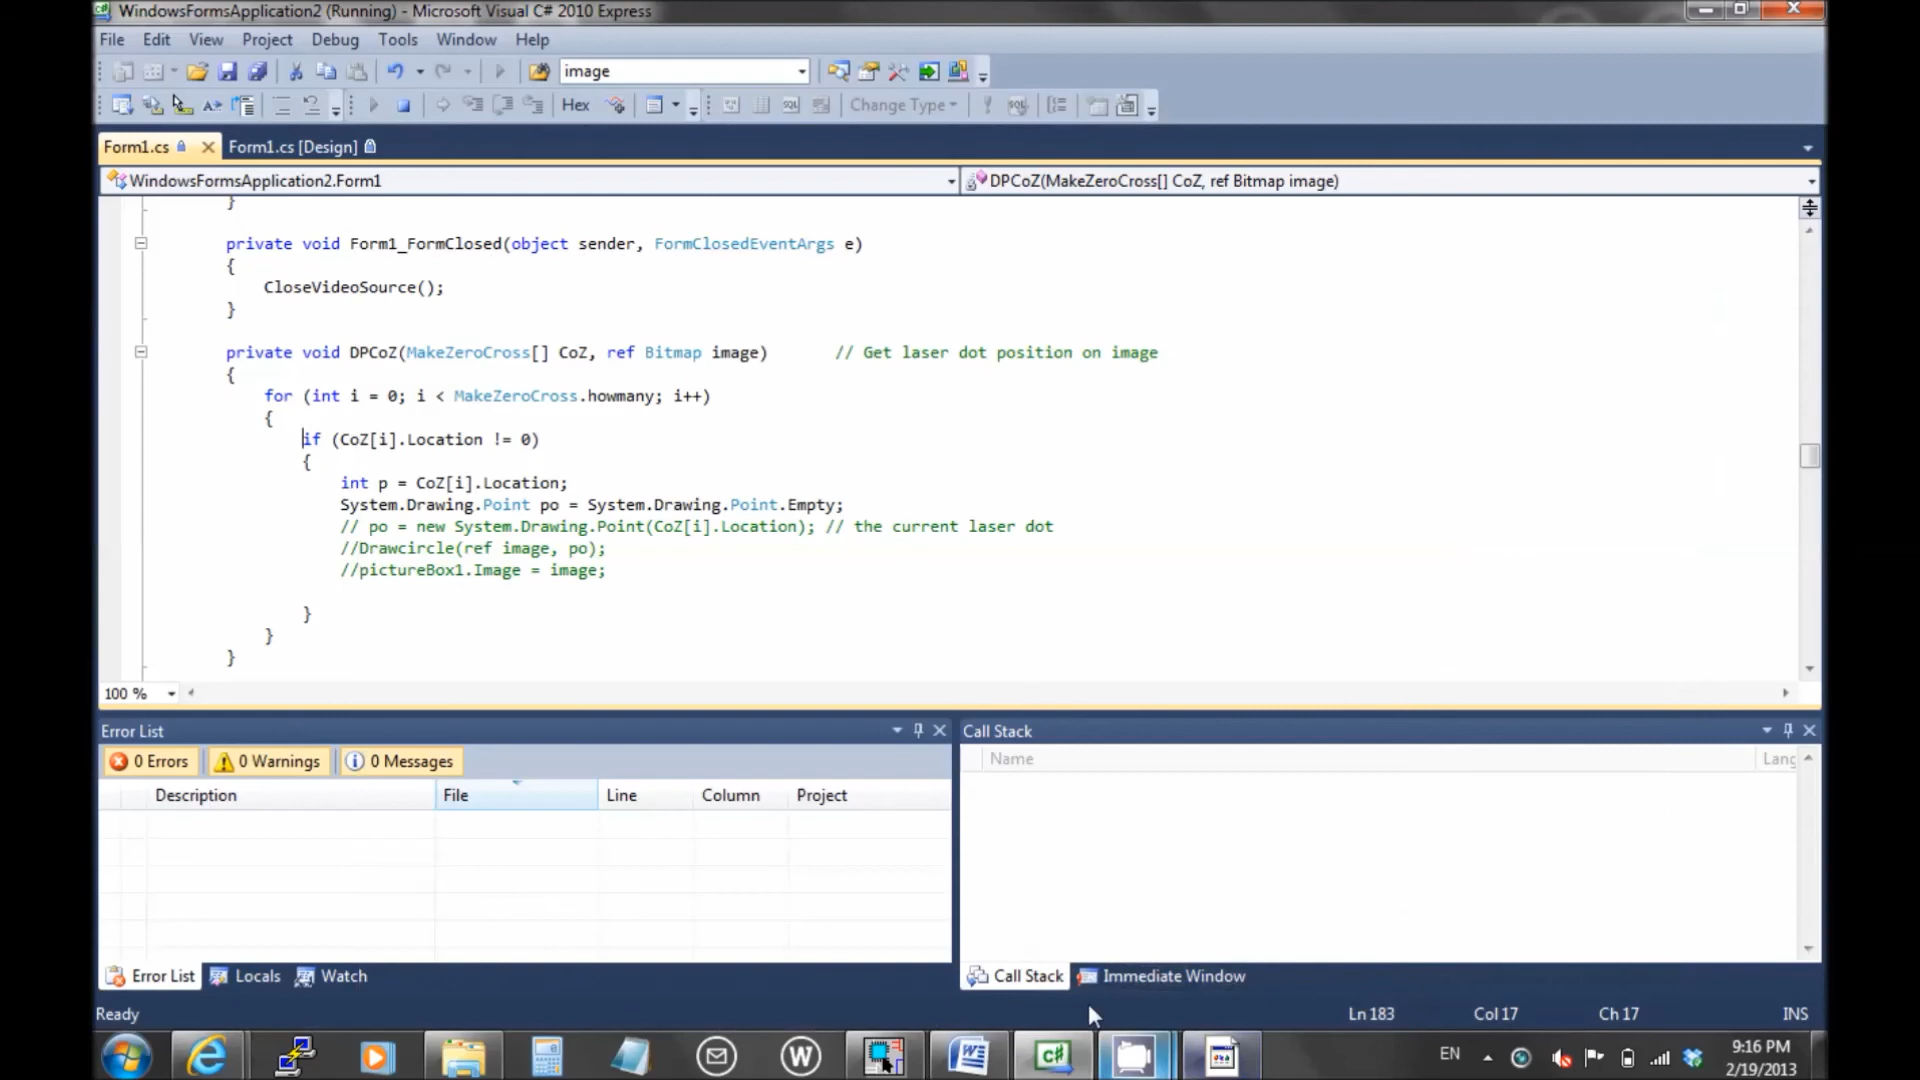 WindowsFormsApplication2 (Running) - Microsoft Visual C# 2010 Express
File Edit View Project Debug Tools Window Help
image
Hex Change Type
Form1.cs Form1.cs [Design]
WindowsFormsApplication2.Form1 DPCoZ(MakeZeroCross[] CoZ, ref Bitmap image)
}
private void Form1_FormClosed(object sender, FormClosedEventArgs e)
{
CloseVideoSource();
}
private void DPCoZ(MakeZeroCross[] CoZ, ref Bitmap image) // Get laser dot position on image
{
for (int i = 0; i < MakeZeroCross.howmany; i++)
{
if (CoZ[i].Location != 0)
{
int p = CoZ[i].Location;
System.Drawing.Point po = System.Drawing.Point.Empty;
// po = new System.Drawing.Point(CoZ[i].Location); // the current laser dot
//Drawcircle(ref image, po);
//pictureBox1.Image = image;
}
}
}
100 %
Error List Call Stack
0 Errors 0 Warnings 0 Messages Name Lang
Description File Line Column Project
Error List Locals Watch Call Stack Immediate Window
Ready Ln 183 Col 17 Ch 17 INS
EN 9:16 PM
2/19/2013